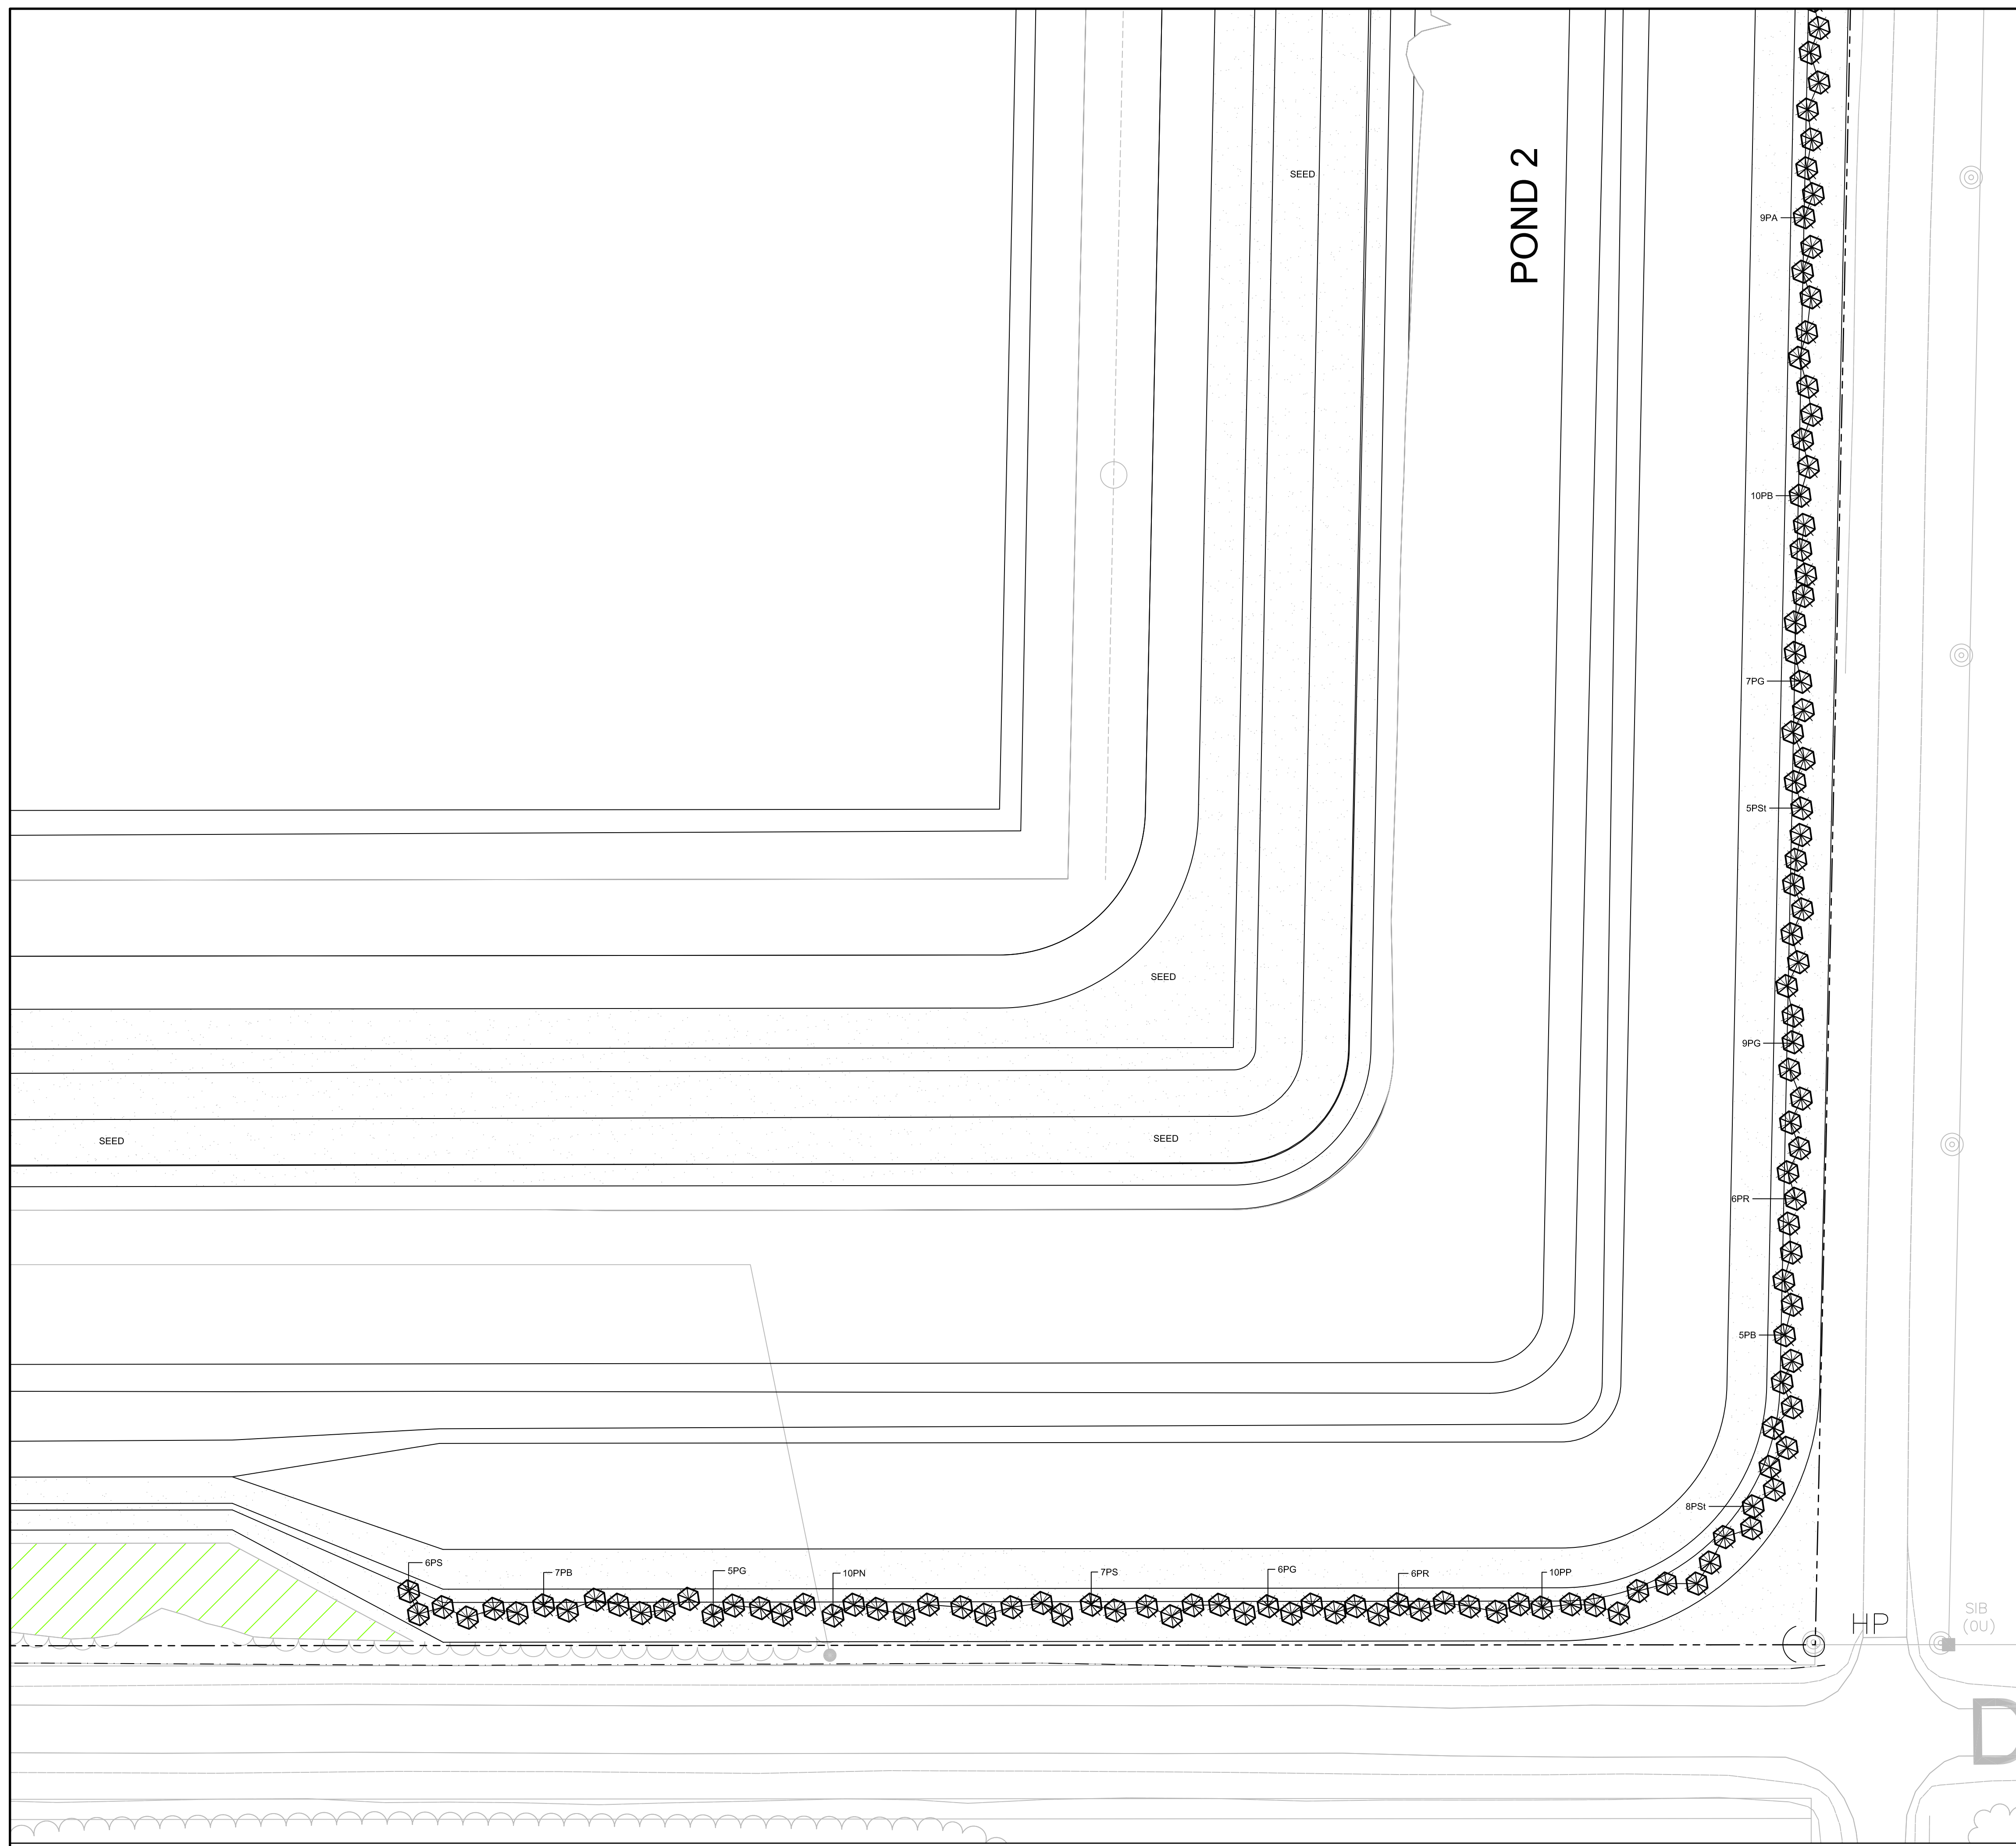 SEED
POND 2
9PA
10PB
7PG
5PSt
SEED
9PG
SEED
SEED
6PR
5PB
8PSt
6PS
7PB
5PG
10PN
7PS
6PG
6PR
10PP
HP
SIB
(OU)
D